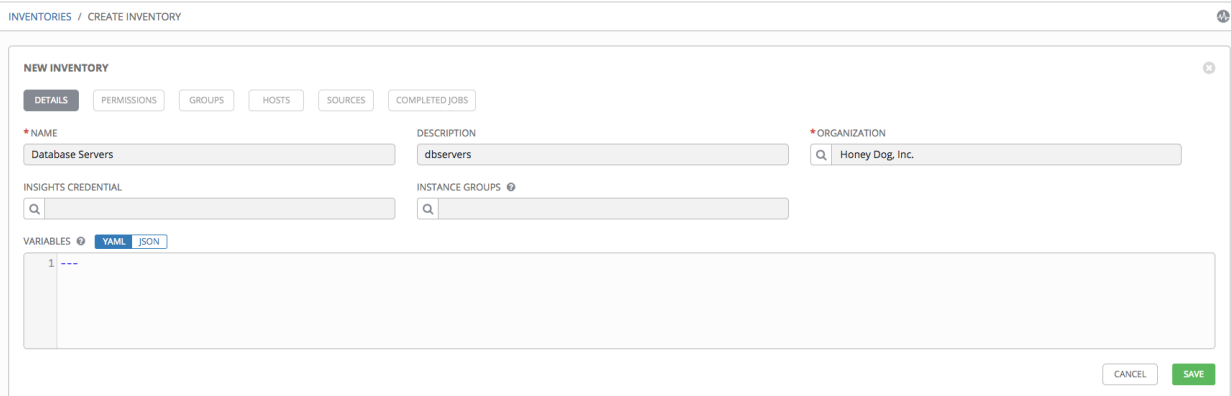 INVENTORIES / CREATE INVENTORY
NEW INVENTORY
DETAILS PERMISSIONS GROUPS HOSTS SOURCES COMPLETED JOBS
* NAME DESCRIPTION * ORGANIZATION
Database Servers dbservers Honey Dog, Inc.
INSIGHTS CREDENTIAL INSTANCE GROUPS ?
VARIABLES ? YAML JSON
1 ---
CANCEL SAVE